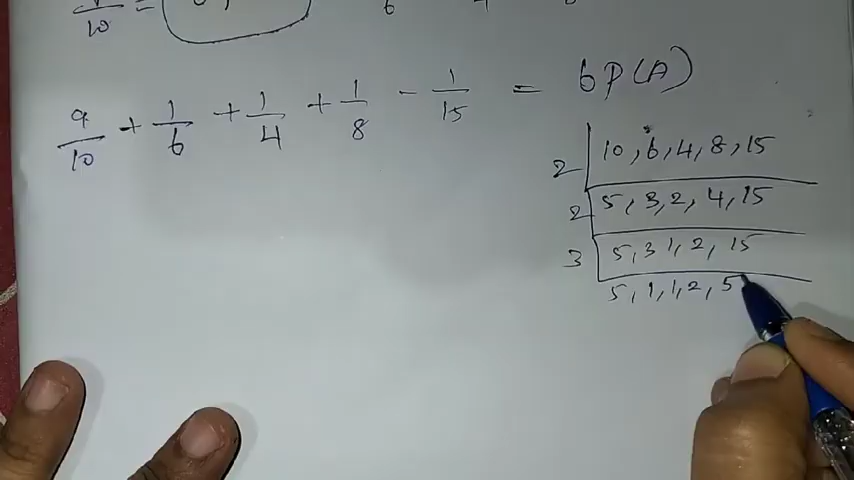 10 =
9/10 + 1/6 + 1/4 + 1/8 - 1/15 = 6P(A)
2 | 10, 6, 4, 8, 15
2 | 5, 3, 2, 4, 15
3 | 5, 3 1, 2, 15
5, 1, 1, 2, 5